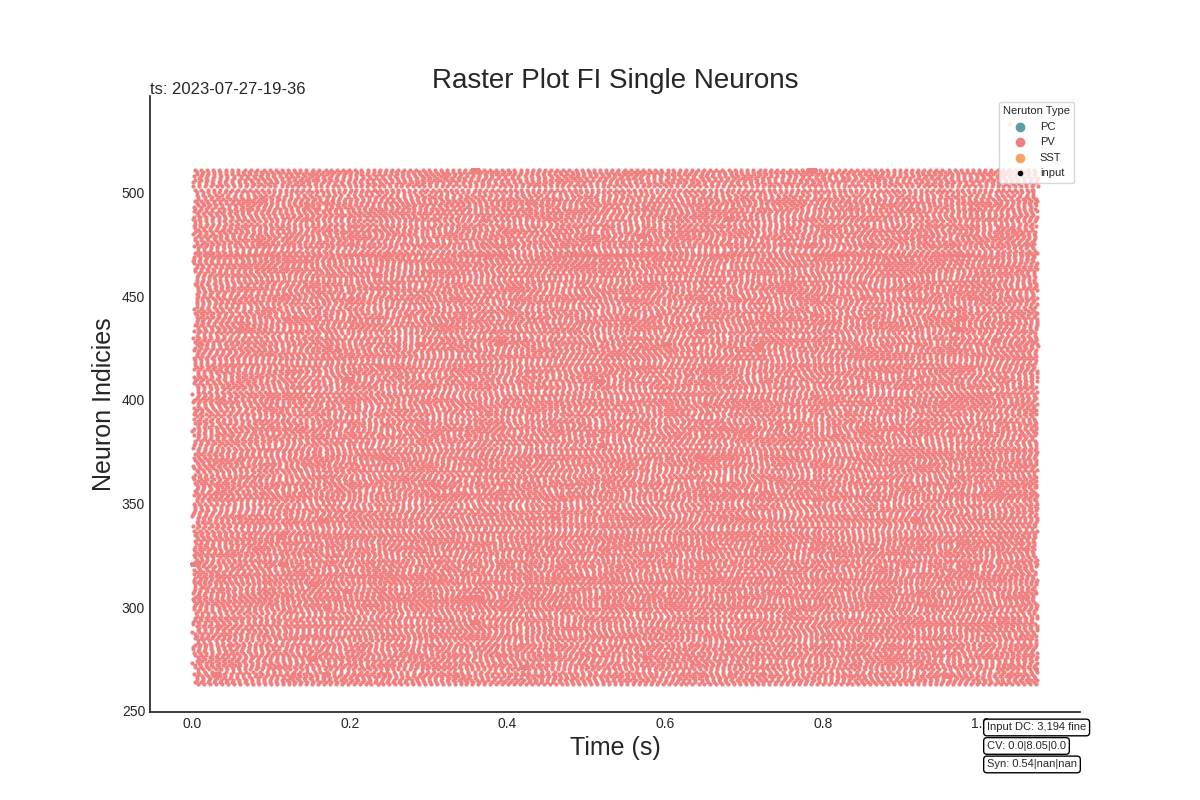 Raster Plot FI Single Neurons
ts: 2023-07-27-19-36
Neruton Type
PC
PV
SST
input
Neuron Indicies
500
450
400
350
300
250
0.0
0.2
0.4
0.6
0.8
1.
Time (s)
Input DC: 3,194 fine
CV: 0.0|8.05|0.0
Syn: 0.54|nan|nan